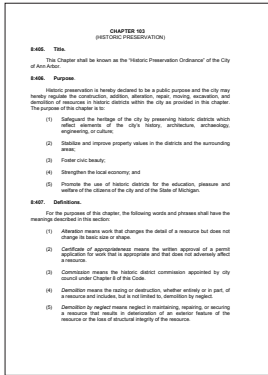 CHAPTER 103
(HISTORIC PRESERVATION)
8:405. Title.
This Chapter shall be known as the "Historic Preservation Ordinance" of the City
of Ann Arbor.
8:406. Purpose.
Historic preservation is hereby declared to be a public purpose and the city may
hereby regulate the construction, addition, alteration, repair, moving, excavation, and
demolition of resources in historic districts within the city as provided in this chapter.
The purpose of this chapter is to:
(1) Safeguard the heritage of the city by preserving historic districts which
reflect elements of the city's history, architecture, archaeology,
engineering, or culture;
(2) Stabilize and improve property values in the districts and the surrounding
areas;
(3) Foster civic beauty;
(4) Strengthen the local economy; and
(5) Promote the use of historic districts for the education, pleasure and
welfare of the citizens of the city and of the State of Michigan.
8:407. Definitions.
For the purposes of this chapter, the following words and phrases shall have the
meanings described in this section:
(1) Alteration means work that changes the detail of a resource but does not
change its basic size or shape.
(2) Certificate of appropriateness means the written approval of a permit
application for work that is appropriate and that does not adversely affect
a resource.
(3) Commission means the historic district commission appointed by city
council under Chapter 8 of this Code.
(4) Demolition means the razing or destruction, whether entirely or in part, of
a resource and includes, but is not limited to, demolition by neglect.
(5) Demolition by neglect means neglect in maintaining, repairing, or securing
a resource that results in deterioration of an exterior feature of the
resource or the loss of structural integrity of the resource.